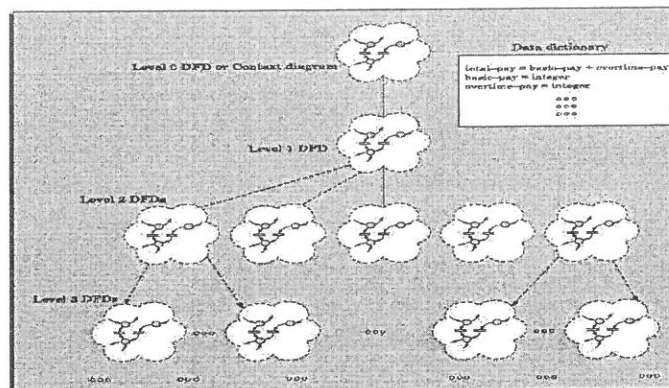 Level 0 DFD or Context diagram
Data dictionary
total-pay = basic-pay + overtime-pay
basic-pay = integer
overtime-pay = integer
Level 1 DFD
Level 2 DFDs
Level 3 DFDs